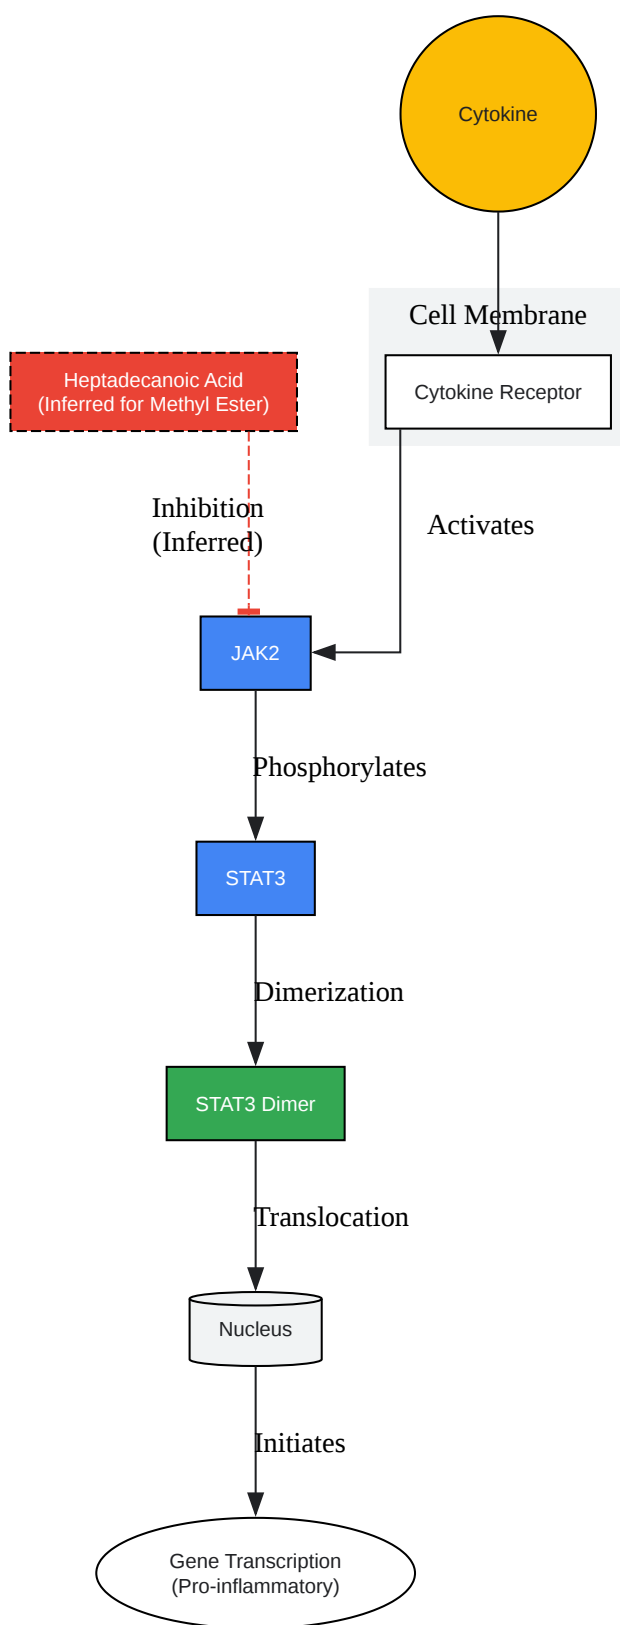 Cytokine
Cell Membrane
Cytokine Receptor
Heptadecanoic Acid
(Inferred for Methyl Ester)
Inhibition
(Inferred)
Activates
JAK2
Phosphorylates
STAT3
Dimerization
STAT3 Dimer
Translocation
Nucleus
Initiates
Gene Transcription
(Pro-inflammatory)